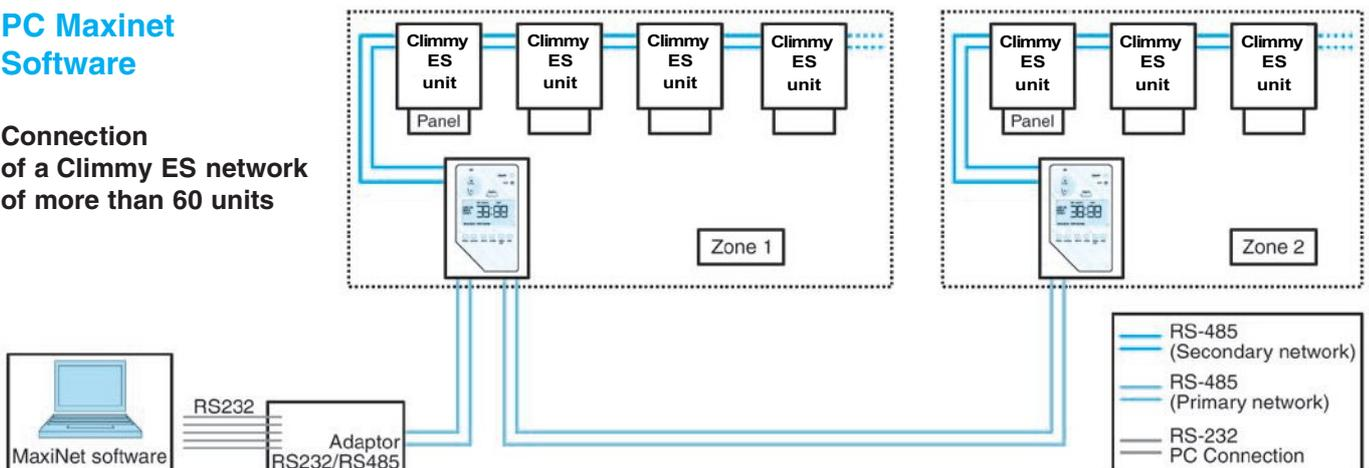 PC Maxinet
Software
Connection
of a Climmy ES network
of more than 60 units
Climmy
ES
unit
Panel
Climmy
ES
unit
Climmy
ES
unit
Climmy
ES
unit
Zone 1
Climmy
ES
unit
Panel
Climmy
ES
unit
Climmy
ES
unit
Zone 2
MaxiNet software
RS232
Adaptor
RS232/RS485
RS-485
(Secondary network)
RS-485
(Primary network)
RS-232
PC Connection